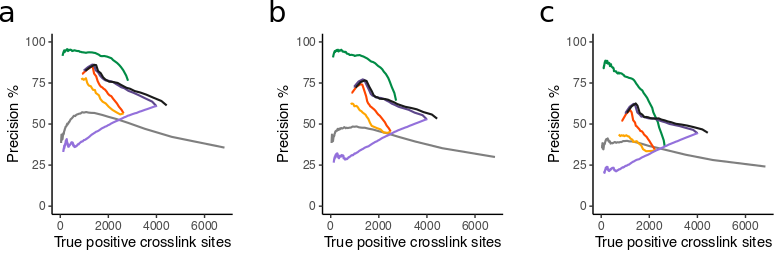 a b c
100 100 100
Precision % Precision % Precision %
75 75 75
50 50 50
25 25 25
0 0 0
0 2000 4000 6000 0 2000 4000 6000 0 2000 4000 6000
True positive crosslink sites True positive crosslink sites True positive crosslink sites